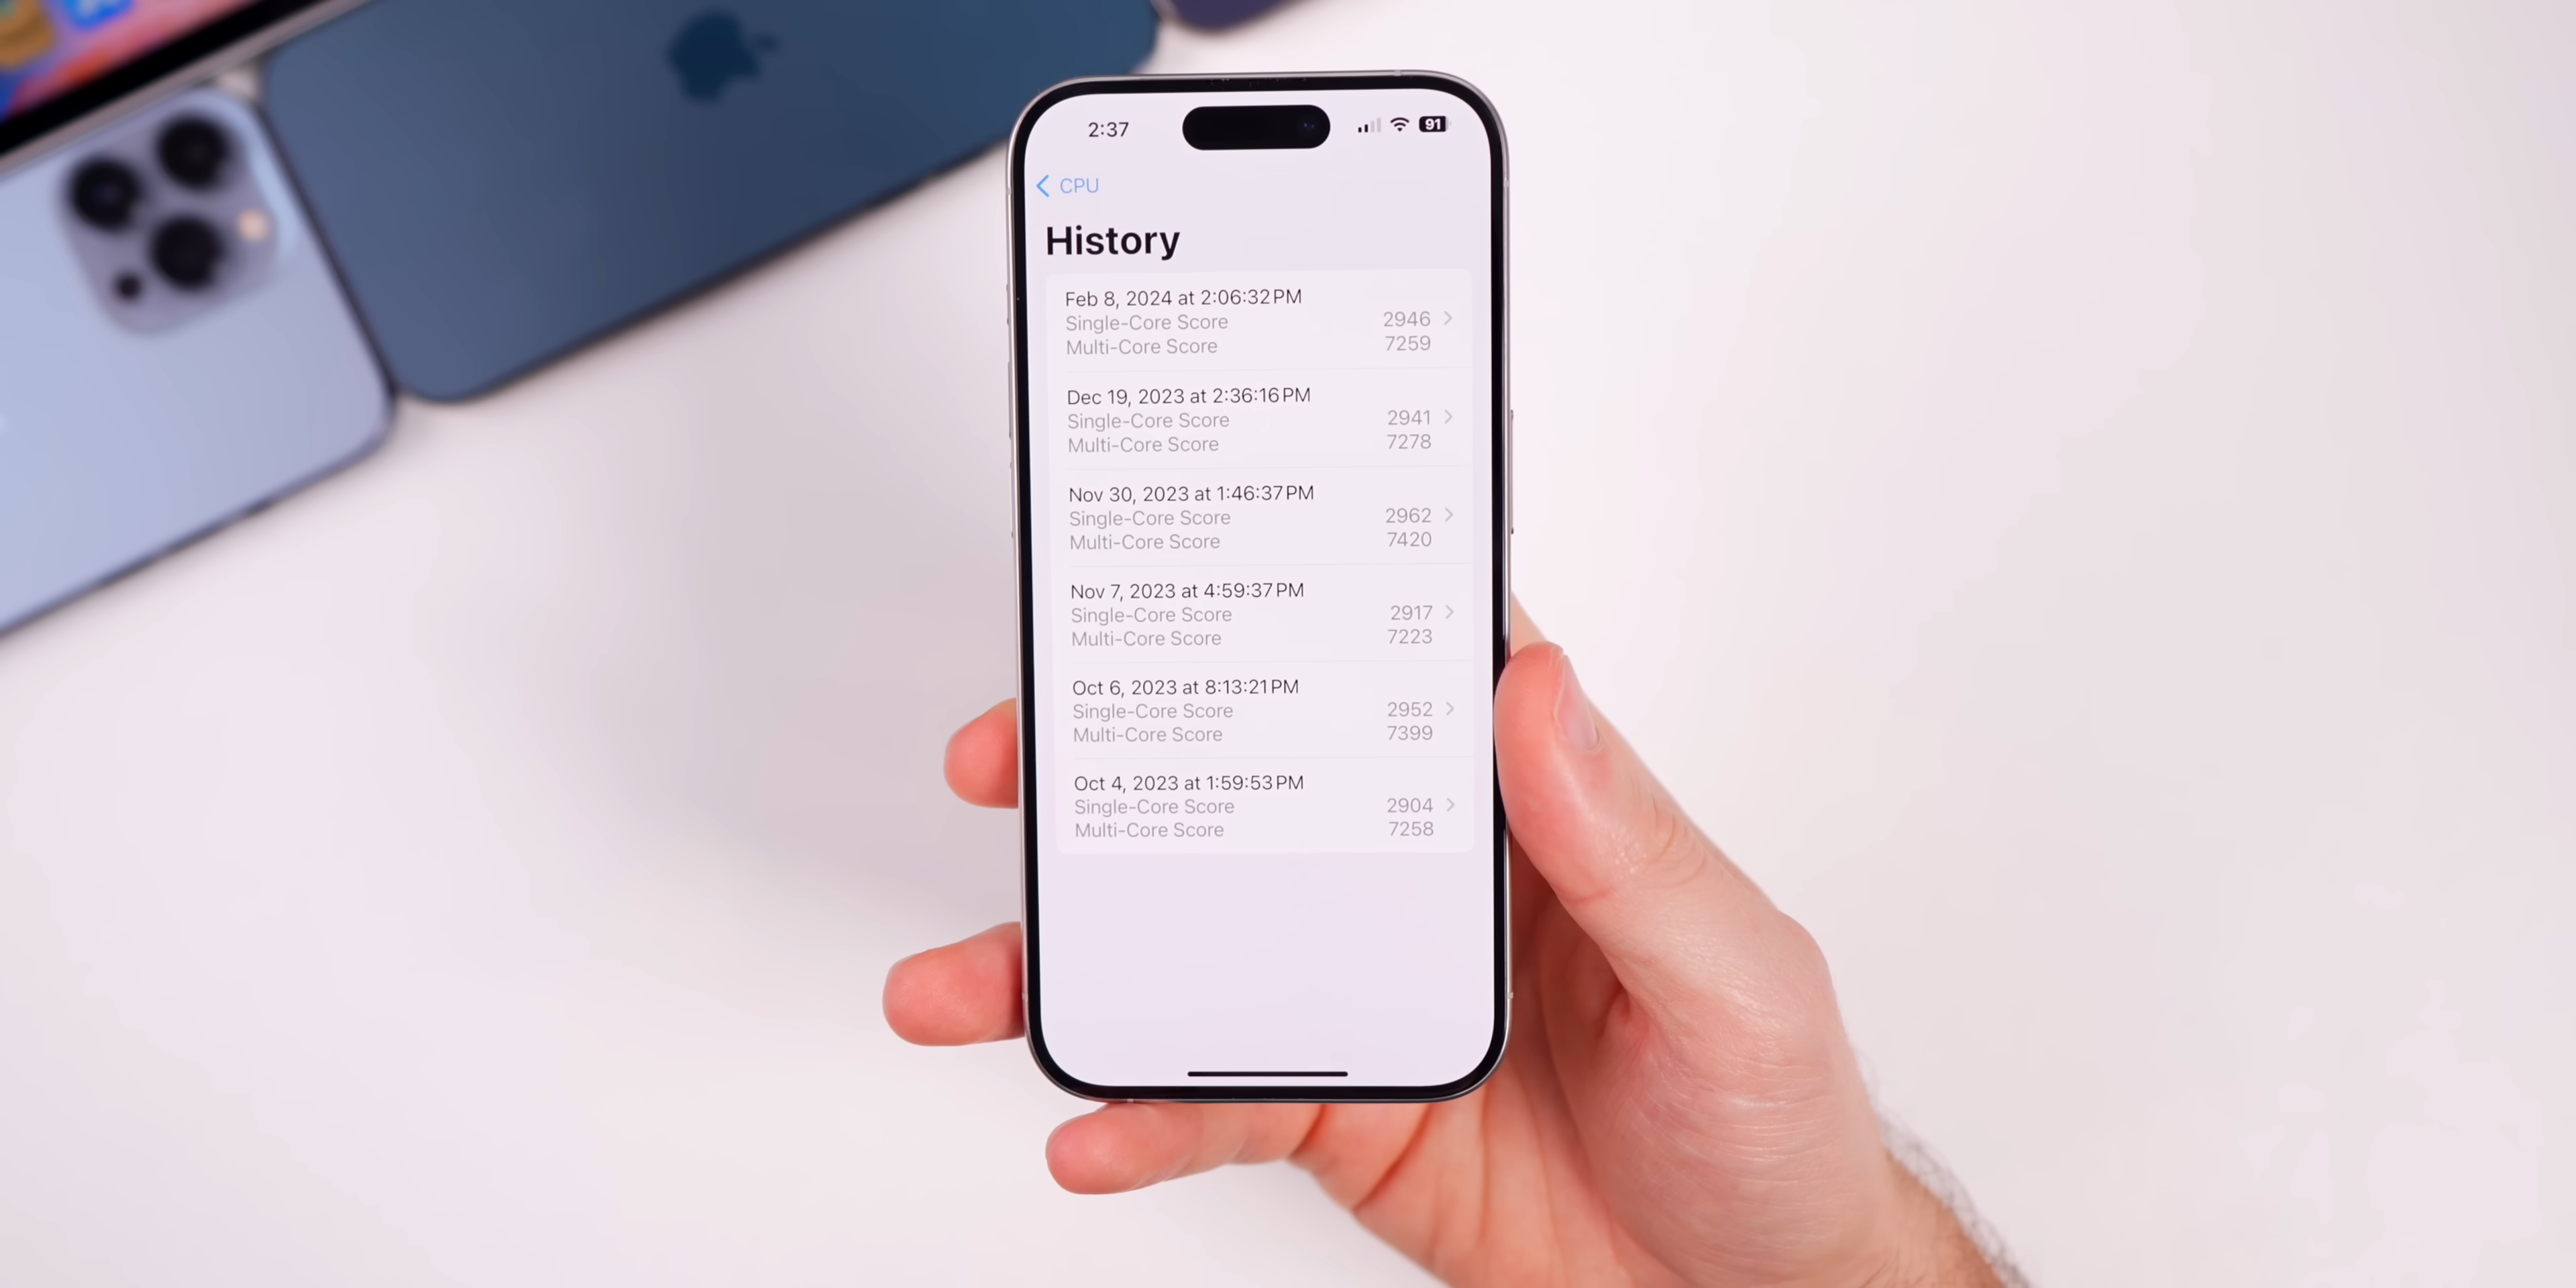 2:37
91
CPU
History
Feb 8, 2024 at 2:06:32 PM
Single-Core Score 2946
Multi-Core Score 7259
Dec 19, 2023 at 2:36:16 PM
Single-Core Score 2941
Multi-Core Score 7278
Nov 30, 2023 at 1:46:37 PM
Single-Core Score 2962
Multi-Core Score 7420
Nov 7, 2023 at 4:59:37 PM
Single-Core Score 2917
Multi-Core Score 7223
Oct 6, 2023 at 8:13:21 PM
Single-Core Score 2952
Multi-Core Score 7399
Oct 4, 2023 at 1:59:53 PM
Single-Core Score 2904
Multi-Core Score 7258